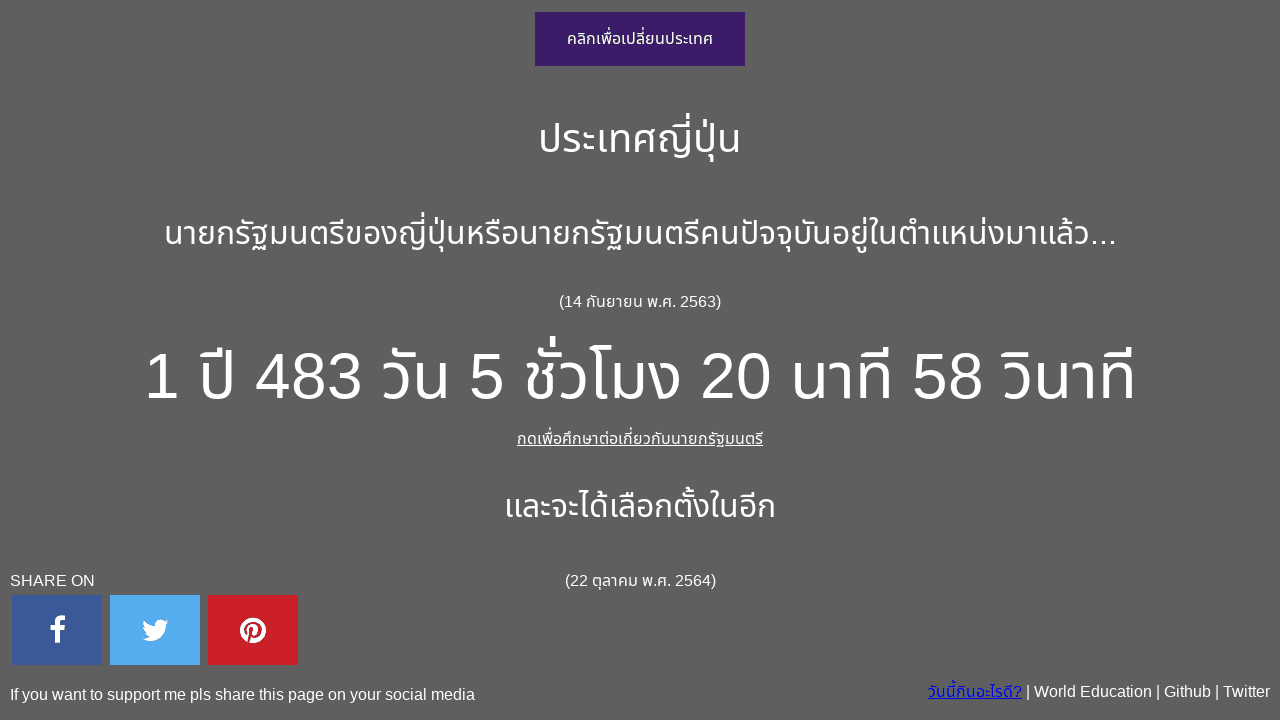 คลิกเพื่อเปลี่ยนประเทศ
ประเทศญี่ปุ่น
นายกรัฐมนตรีของญี่ปุ่นหรือนายกรัฐมนตรีคนปัจจุบันอยู่ในตำแหน่งมาแล้ว...
(14 กันยายน พ.ศ. 2563)
1 ปี 483 วัน 5 ชั่วโมง 20 นาที 58 วินาที
กดเพื่อศึกษาต่อเกี่ยวกับนายกรัฐมนตรี
และจะได้เลือกตั้งในอีก
(22 ตุลาคม พ.ศ. 2564)
SHARE ON
If you want to support me pls share this page on your social media
วันนี้กินอะไรดี? | World Education | Github | Twitter